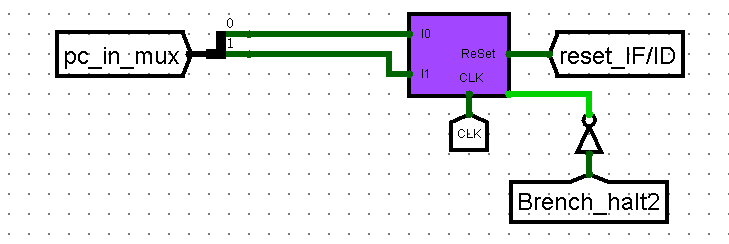 0
pc_in_mux
1
I0
ReSet
reset_IF/ID
I1
CLK
CLK
Brench_halt2